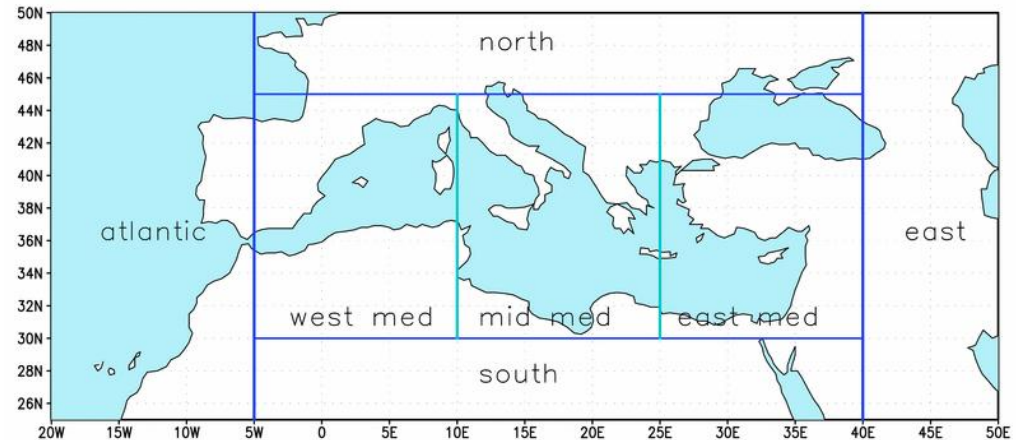 50N
48N
46N
44N
42N
40N
38N
36N
34N
32N
30N
28N
26N
north
atlantic
east
west med
mid med
east med
south
20W 15W 10W 5W 0 5E 10E 15E 20E 25E 30E 35E 40E 45E 50E